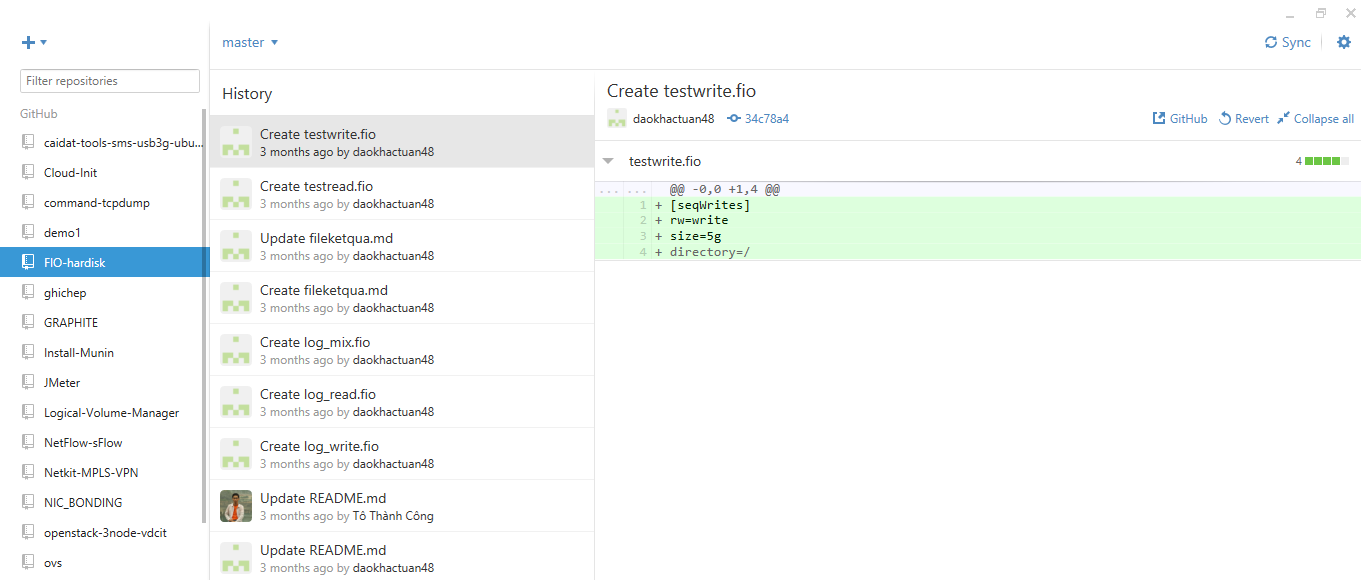 master
Sync
Filter repositories
GitHub
caidat-tools-sms-usb3g-ubu...
Cloud-Init
command-tcpdump
demo1
FIO-hardisk
ghichep
GRAPHITE
Install-Munin
JMeter
Logical-Volume-Manager
NetFlow-sFlow
Netkit-MPLS-VPN
NIC_BONDING
openstack-3node-vdcit
ovs
History
Create testwrite.fio
3 months ago by daokhactuan48
Create testread.fio
3 months ago by daokhactuan48
Update fileketqua.md
3 months ago by daokhactuan48
Create fileketqua.md
3 months ago by daokhactuan48
Create log_mix.fio
3 months ago by daokhactuan48
Create log_read.fio
3 months ago by daokhactuan48
Create log_write.fio
3 months ago by daokhactuan48
Update README.md
3 months ago by Tô Thành Công
Update README.md
3 months ago by daokhactuan48
Create testwrite.fio
daokhactuan48 34c78a4 GitHub Revert Collapse all
testwrite.fio 4
... ... @@ -0,0 +1,4 @@
1 + [seqWrites]
2 + rw=write
3 + size=5g
4 + directory=/